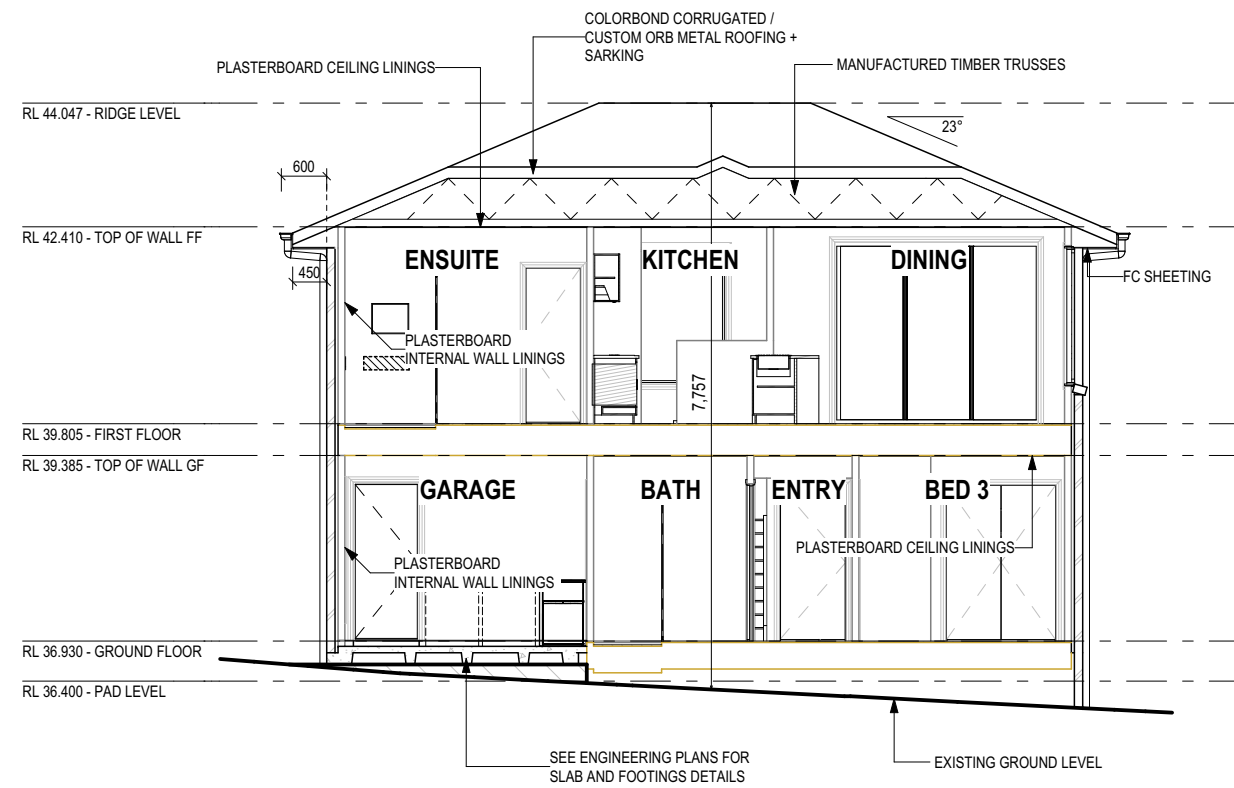 COLORBOND CORRUGATED /
CUSTOM ORB METAL ROOFING +
SARKING
PLASTERBOARD CEILING LININGS
MANUFACTURED TIMBER TRUSSES
RL 44.047 - RIDGE LEVEL
23°
600
RL 42.410 - TOP OF WALL FF
ENSUITE
KITCHEN
DINING
450
FC SHEETING
PLASTERBOARD
INTERNAL WALL LININGS
7,757
RL 39.805 - FIRST FLOOR
RL 39.385 - TOP OF WALL GF
GARAGE
BATH
ENTRY
BED 3
PLASTERBOARD CEILING LININGS
PLASTERBOARD
INTERNAL WALL LININGS
RL 36.930 - GROUND FLOOR
RL 36.400 - PAD LEVEL
SEE ENGINEERING PLANS FOR
SLAB AND FOOTINGS DETAILS
EXISTING GROUND LEVEL